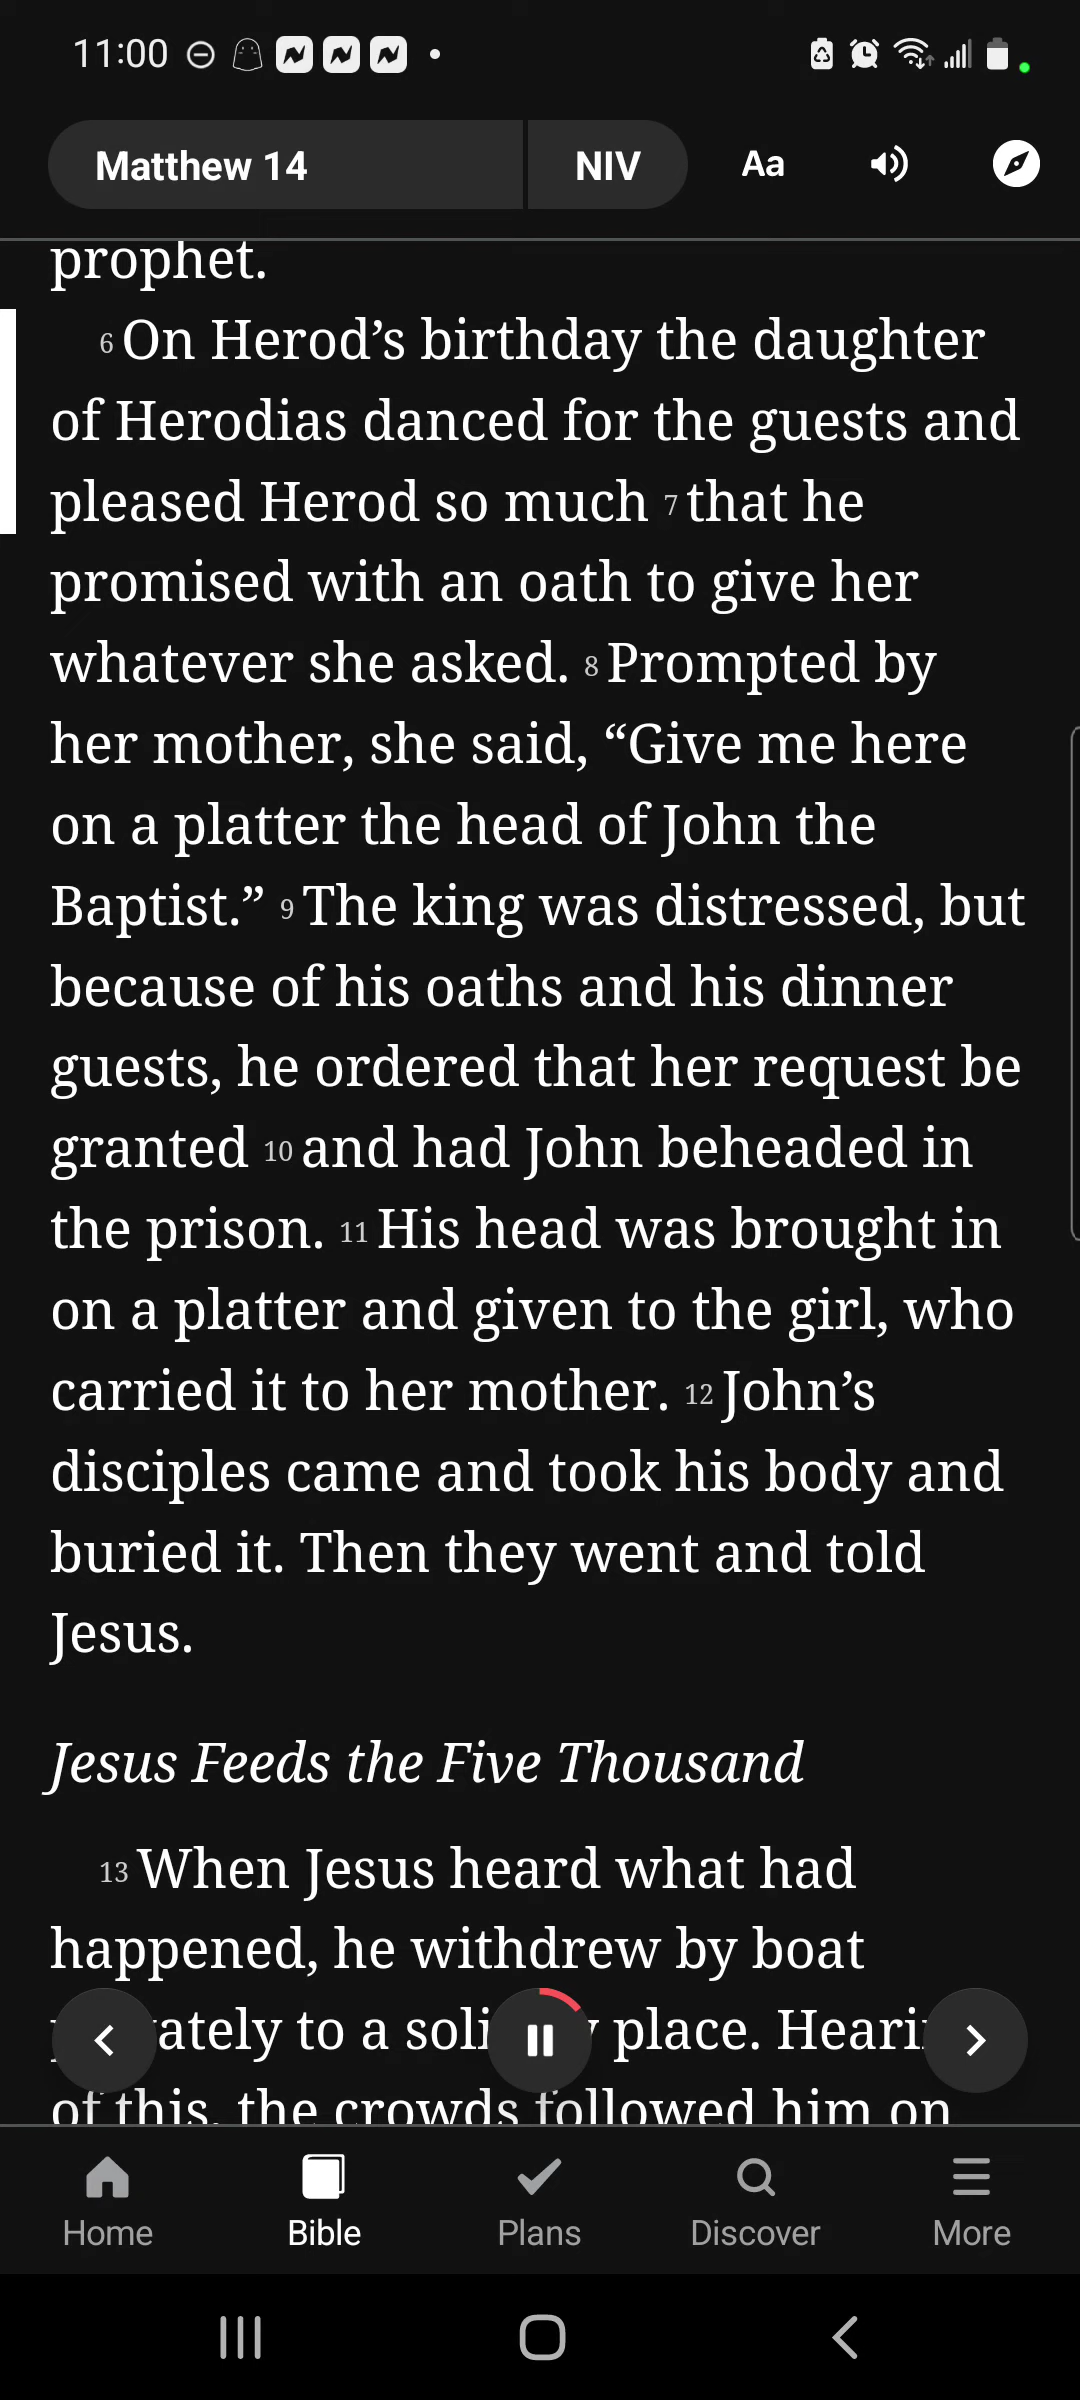 11:00
Matthew 14 NIV Aa
prophet.
6 On Herod’s birthday the daughter
of Herodias danced for the guests and
pleased Herod so much 7 that he
promised with an oath to give her
whatever she asked. 8 Prompted by
her mother, she said, “Give me here
on a platter the head of John the
Baptist.” 9 The king was distressed, but
because of his oaths and his dinner
guests, he ordered that her request be
granted 10 and had John beheaded in
the prison. 11 His head was brought in
on a platter and given to the girl, who
carried it to her mother. 12 John’s
disciples came and took his body and
buried it. Then they went and told
Jesus.
Jesus Feeds the Five Thousand
13 When Jesus heard what had
happened, he withdrew by boat
to a place.
of this, the crowds followed him on
Home Bible Plans Discover More